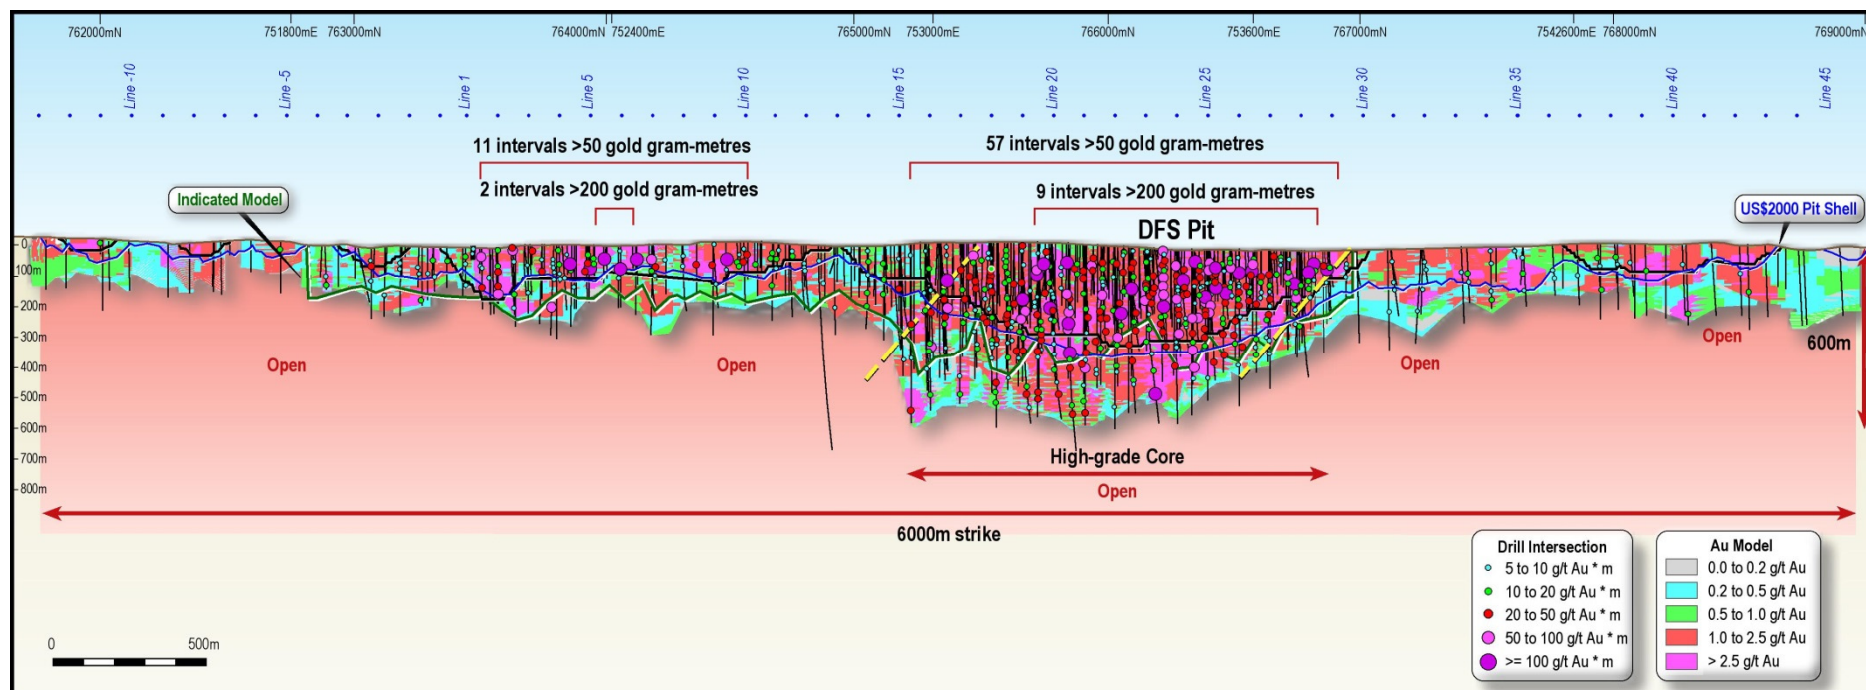 762000mN 751800mE 763000mN 764000mN 752400mE 765000mN 753000mE 766000mN 753600mE 767000mN 7542600mE 768000mN 769000mN
Line -10 Line -5 Line 1 Line 5 Line 10 Line 15 Line 20 Line 25 Line 30 Line 35 Line 40 Line 45
11 intervals >50 gold gram-metres
57 intervals >50 gold gram-metres
2 intervals >200 gold gram-metres
9 intervals >200 gold gram-metres
Indicated Model
US$2000 Pit Shell
DFS Pit
0
100m
200m
300m
400m
500m
600m
700m
800m
Open
Open
Open
Open
600m
High-grade Core
Open
6000m strike
0 500m
Drill Intersection
5 to 10 g/t Au * m
10 to 20 g/t Au * m
20 to 50 g/t Au * m
50 to 100 g/t Au * m
>= 100 g/t Au * m
Au Model
0.0 to 0.2 g/t Au
0.2 to 0.5 g/t Au
0.5 to 1.0 g/t Au
1.0 to 2.5 g/t Au
> 2.5 g/t Au